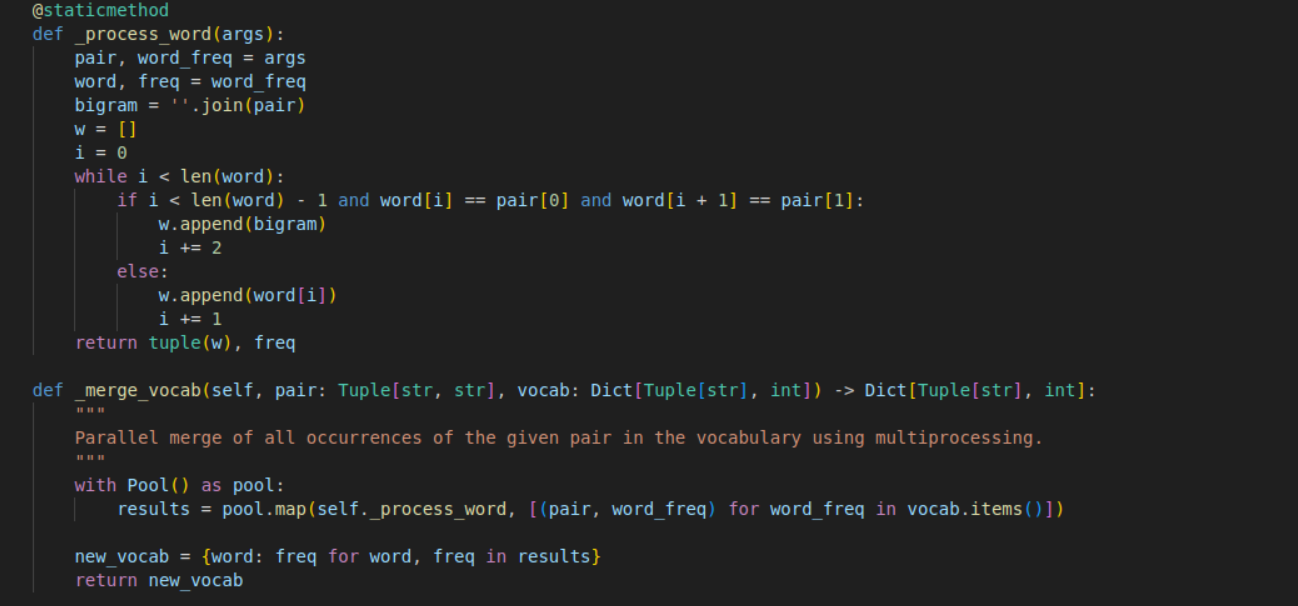 @staticmethod
def _process_word(args):
    pair, word_freq = args
    word, freq = word_freq
    bigram = ''.join(pair)
    w = []
    i = 0
    while i < len(word):
        if i < len(word) - 1 and word[i] == pair[0] and word[i + 1] == pair[1]:
            w.append(bigram)
            i += 2
        else:
            w.append(word[i])
            i += 1
    return tuple(w), freq

def _merge_vocab(self, pair: Tuple[str, str], vocab: Dict[Tuple[str], int]) -> Dict[Tuple[str], int]:
    """
    Parallel merge of all occurrences of the given pair in the vocabulary using multiprocessing.
    """
    with Pool() as pool:
        results = pool.map(self._process_word, [(pair, word_freq) for word_freq in vocab.items()])

    new_vocab = {word: freq for word, freq in results}
    return new_vocab